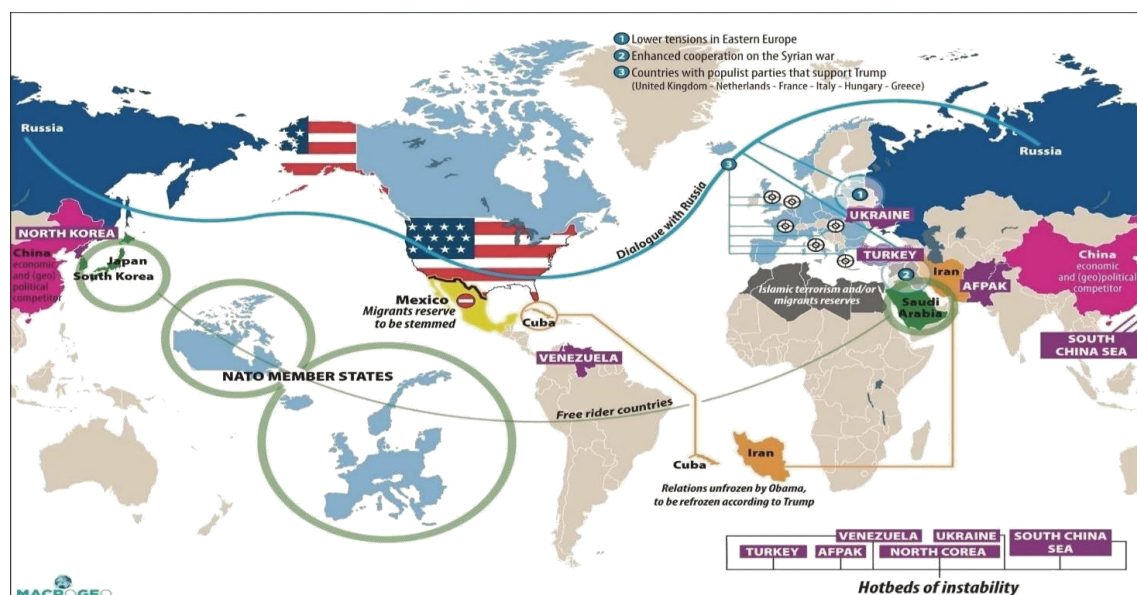 1 Lower tensions in Eastern Europe
2 Enhanced cooperation on the Syrian war
3 Countries with populist parties that support Trump
(United Kingdom - Netherlands - France - Italy - Hungary - Greece)
Russia
Russia
Dialogue with Russia
3
1
UKRAINE
NORTH KOREA
China
economic
and (geo)
political
competitor
Japan
South Korea
TURKEY
2
Iran
AFPAK
China
economic
and (geo)political
competitor
Islamic terrorism and/or
migrants reserves
Saudi
Arabia
Mexico
Migrants reserve
to be stemmed
Cuba
SOUTH
CHINA SEA
VENEZUELA
NATO MEMBER STATES
Free rider countries
Cuba
Iran
Relations unfrozen by Obama,
to be refrozen according to Trump
VENEZUELA
UKRAINE
SOUTH CHINA
SEA
TURKEY
AFPAK
NORTH COREA
Hotbeds of instability
MACROGEO